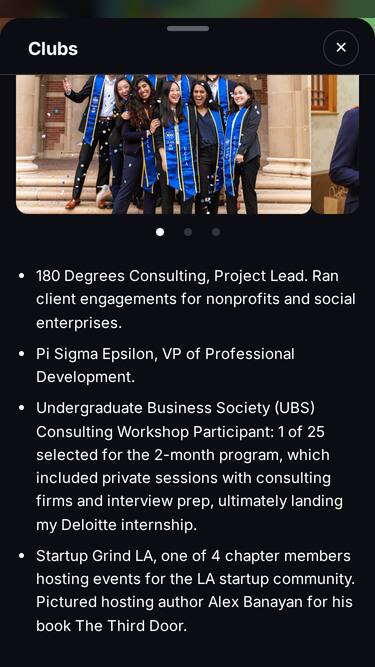 Clubs
• 180 Degrees Consulting, Project Lead. Ran
client engagements for nonprofits and social
enterprises.
• Pi Sigma Epsilon, VP of Professional
Development.
• Undergraduate Business Society (UBS)
Consulting Workshop Participant: 1 of 25
selected for the 2-month program, which
included private sessions with consulting
firms and interview prep, ultimately landing
my Deloitte internship.
• Startup Grind LA, one of 4 chapter members
hosting events for the LA startup community.
Pictured hosting author Alex Banayan for his
book The Third Door.